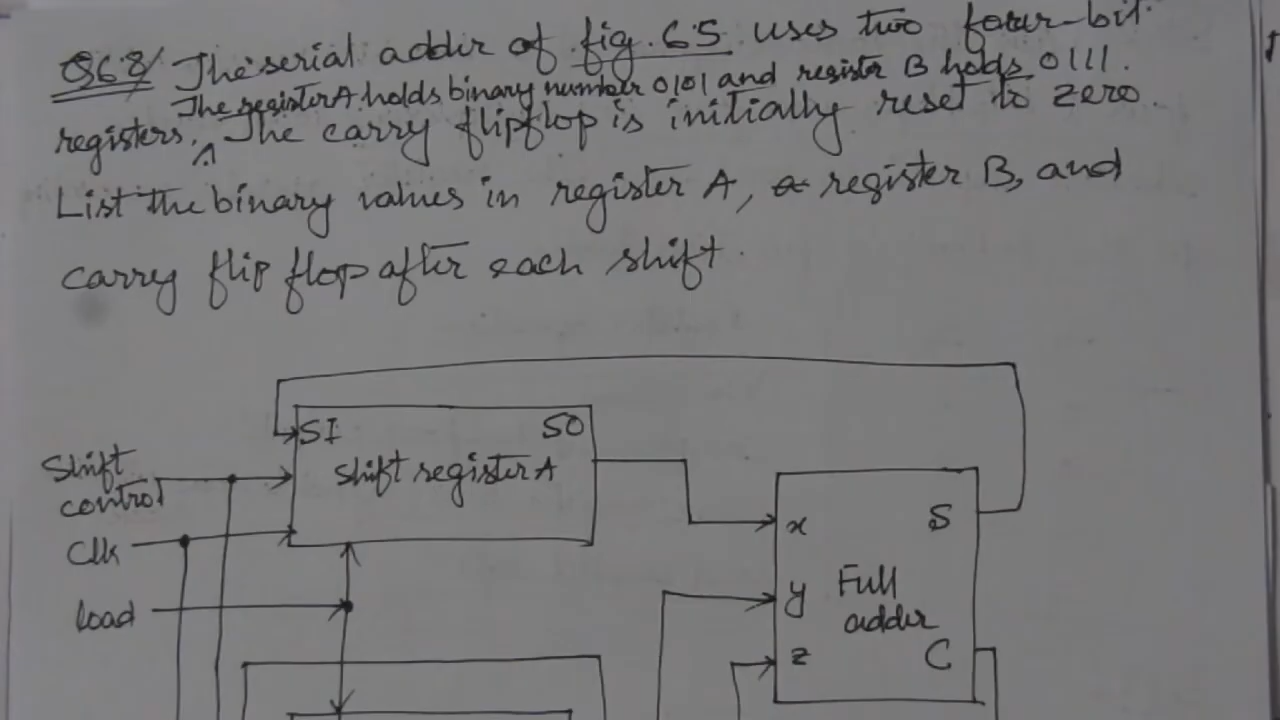 Q6.8/ The serial adder of fig. 6.5 uses two four-bit
The register A holds binary number 0101 and register B holds 0111.
registers. The carry flipflop is initially reset to zero.
List the binary values in register A, register B, and
carry flip flop after each shift.
SI SO
Shift register A
Shift
control
Clk
load
x S
y Full
adder
z C